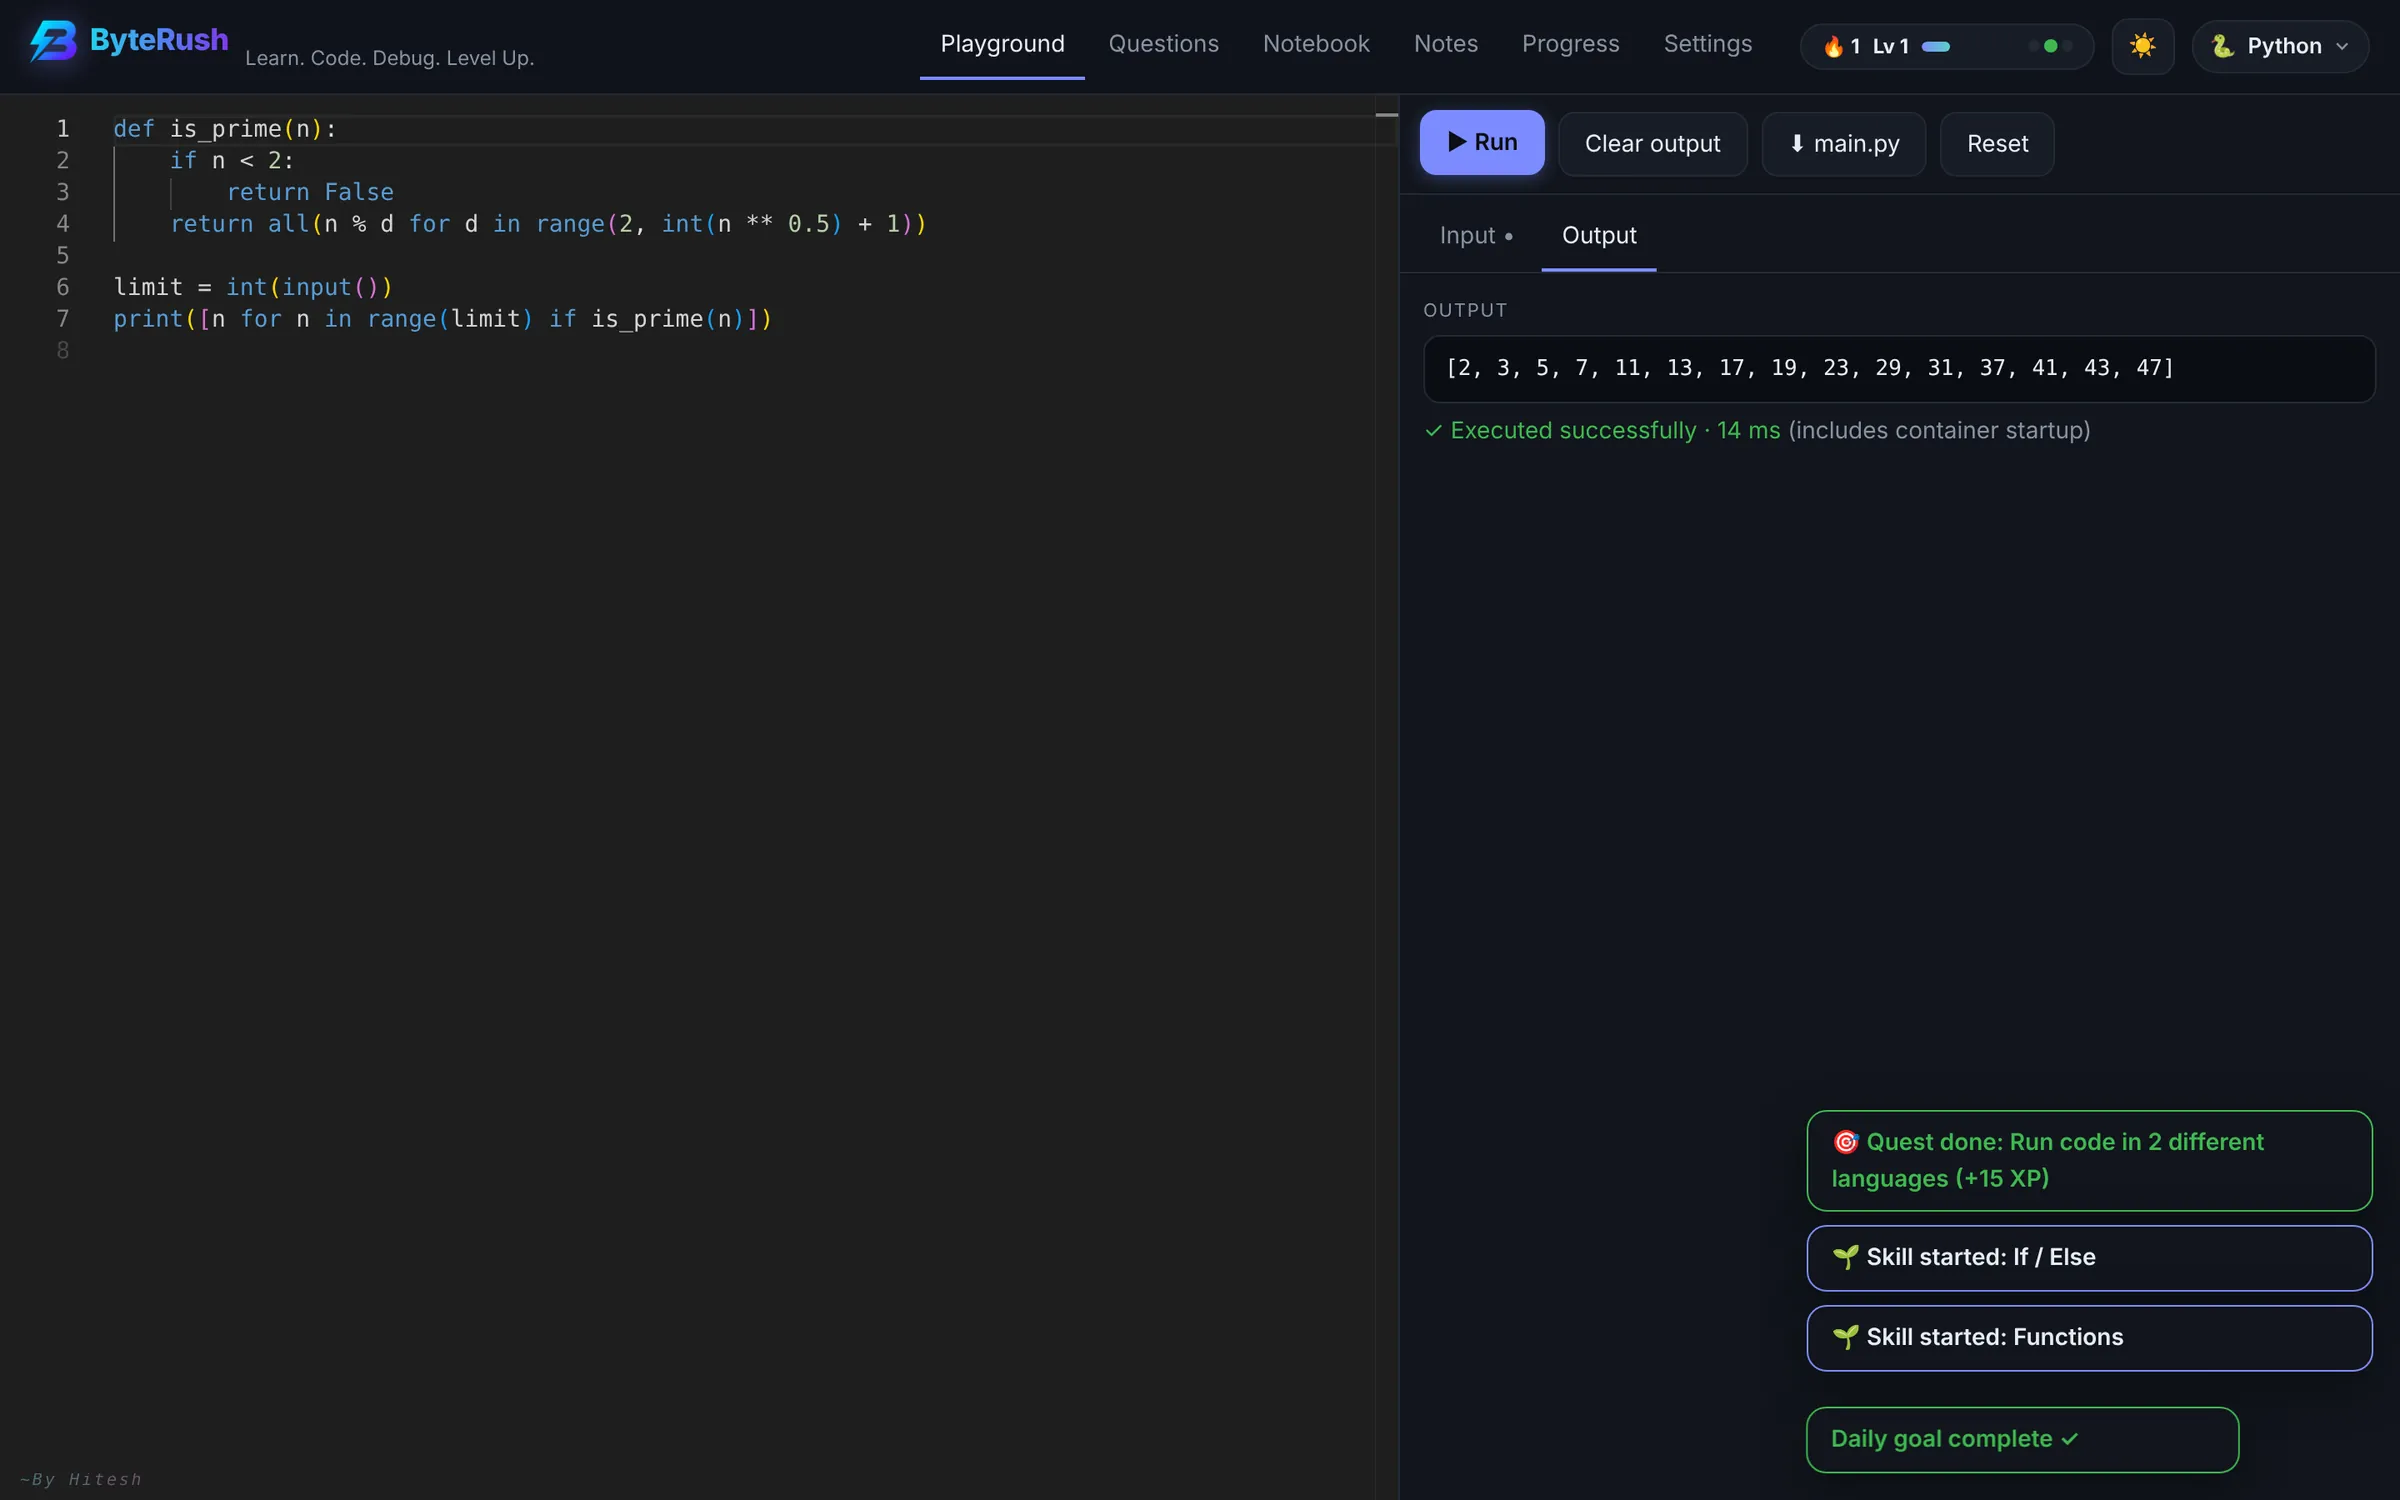 ByteRush
Learn. Code. Debug. Level Up.
Playground
Questions
Notebook
Notes
Progress
Settings
🔥 1 Lv 1
☀️
🐍 Python
1 def is_prime(n):
2     if n < 2:
3         return False
4     return all(n % d for d in range(2, int(n ** 0.5) + 1))
5
6 limit = int(input())
7 print([n for n in range(limit) if is_prime(n)])
8
~By Hitesh
▶ Run
Clear output
⬇ main.py
Reset
Input •
Output
OUTPUT
[2, 3, 5, 7, 11, 13, 17, 19, 23, 29, 31, 37, 41, 43, 47]
✓ Executed successfully · 14 ms (includes container startup)
🎯 Quest done: Run code in 2 different
languages (+15 XP)
🌱 Skill started: If / Else
🌱 Skill started: Functions
Daily goal complete ✓